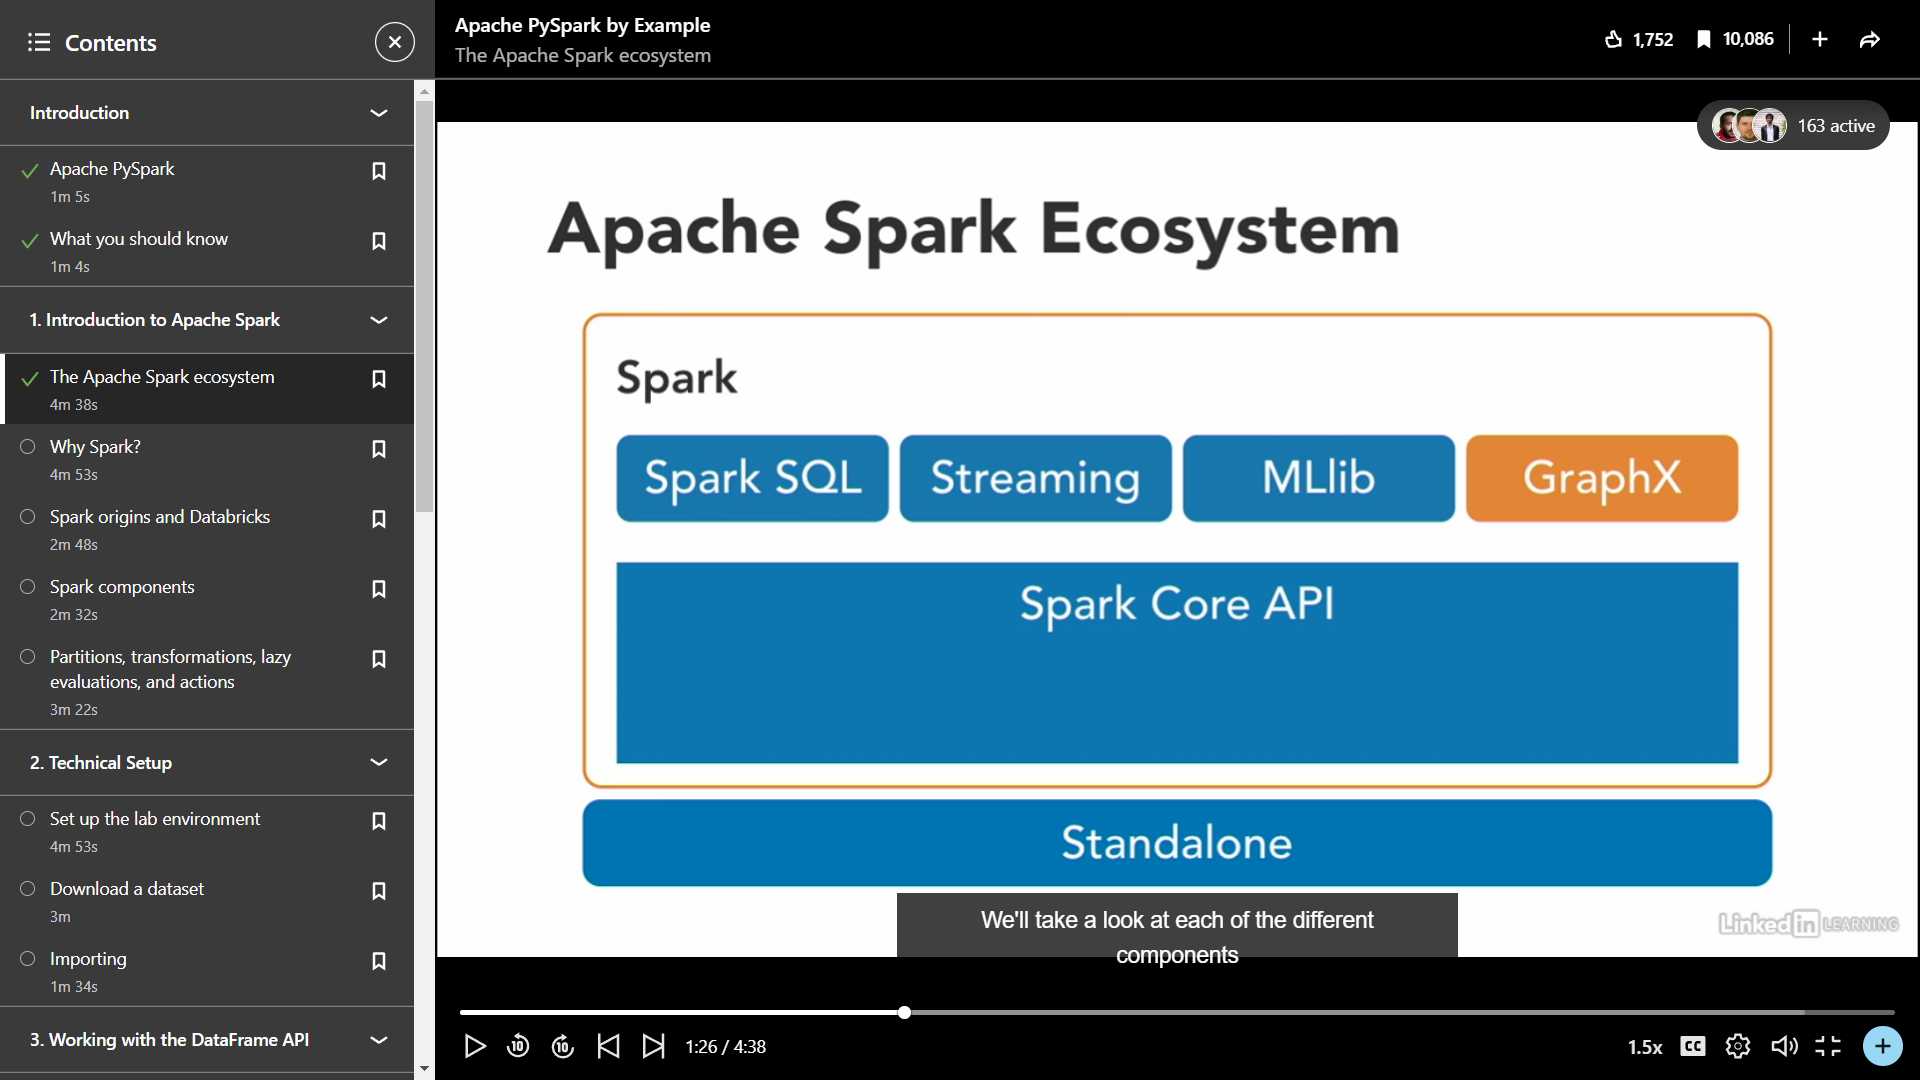 Contents
Introduction
Apache PySpark
1m 5s
What you should know
1m 4s
1. Introduction to Apache Spark
The Apache Spark ecosystem
4m 38s
Why Spark?
4m 53s
Spark origins and Databricks
2m 48s
Spark components
2m 32s
Partitions, transformations, lazy
evaluations, and actions
3m 22s
2. Technical Setup
Set up the lab environment
4m 53s
Download a dataset
3m
Importing
1m 34s
3. Working with the DataFrame API
Apache PySpark by Example
The Apache Spark ecosystem
1,752
10,086
163 active
Apache Spark Ecosystem
Spark
Spark SQL
Streaming
MLlib
GraphX
Spark Core API
Standalone
We'll take a look at each of the different
components
Linked in LEARNING
10
10
1:26 / 4:38
1.5x
CC